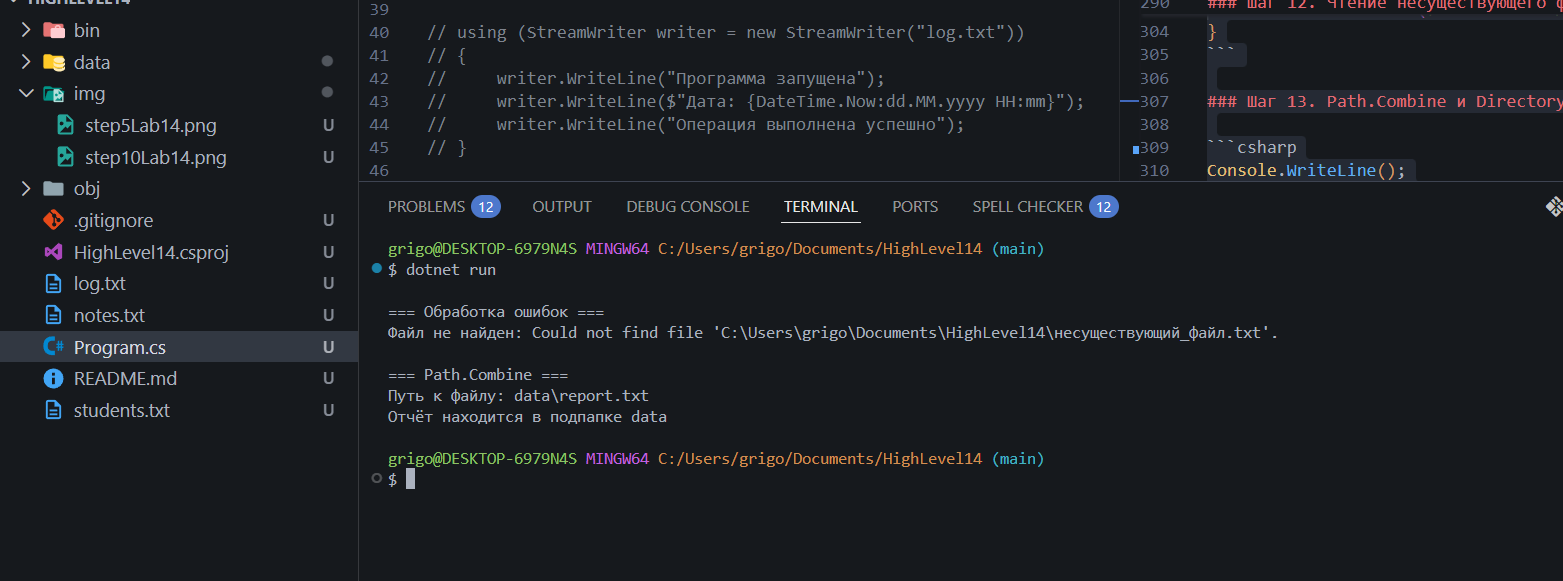 HIGHLEVEL14
bin
data
img
step5Lab14.png U
step10Lab14.png U
obj
.gitignore U
HighLevel14.csproj U
log.txt U
notes.txt U
Program.cs U
README.md U
students.txt U
39
40 // using (StreamWriter writer = new StreamWriter("log.txt"))
41 // {
42 //     writer.WriteLine("Программа запущена");
43 //     writer.WriteLine($"Дата: {DateTime.Now:dd.MM.yyyy HH:mm}");
44 //     writer.WriteLine("Операция выполнена успешно");
45 // }
46
290 ### Шаг 12. Чтение несуществующего ф
304 }
305 ```
306
307 ### Шаг 13. Path.Combine и Directory
308
309 ```csharp
310 Console.WriteLine();
PROBLEMS 12 OUTPUT DEBUG CONSOLE TERMINAL PORTS SPELL CHECKER 12
grigo@DESKTOP-6979N4S MINGW64 C:/Users/grigo/Documents/HighLevel14 (main)
$ dotnet run
=== Обработка ошибок ===
Файл не найден: Could not find file 'C:\Users\grigo\Documents\HighLevel14\несуществующий_файл.txt'.
=== Path.Combine ===
Путь к файлу: data\report.txt
Отчёт находится в подпапке data
grigo@DESKTOP-6979N4S MINGW64 C:/Users/grigo/Documents/HighLevel14 (main)
$